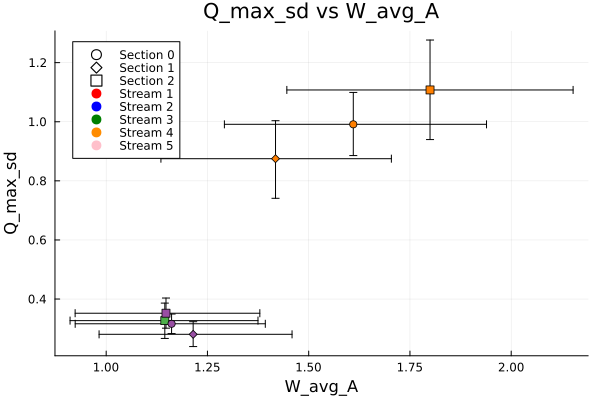 Q_max_sd vs W_avg_A
Section 0
Section 1
Section 2
Stream 1
Stream 2
Stream 3
Stream 4
Stream 5
1.2
1.0
0.8
0.6
0.4
Q_max_sd
1.00
1.25
1.50
1.75
2.00
W_avg_A